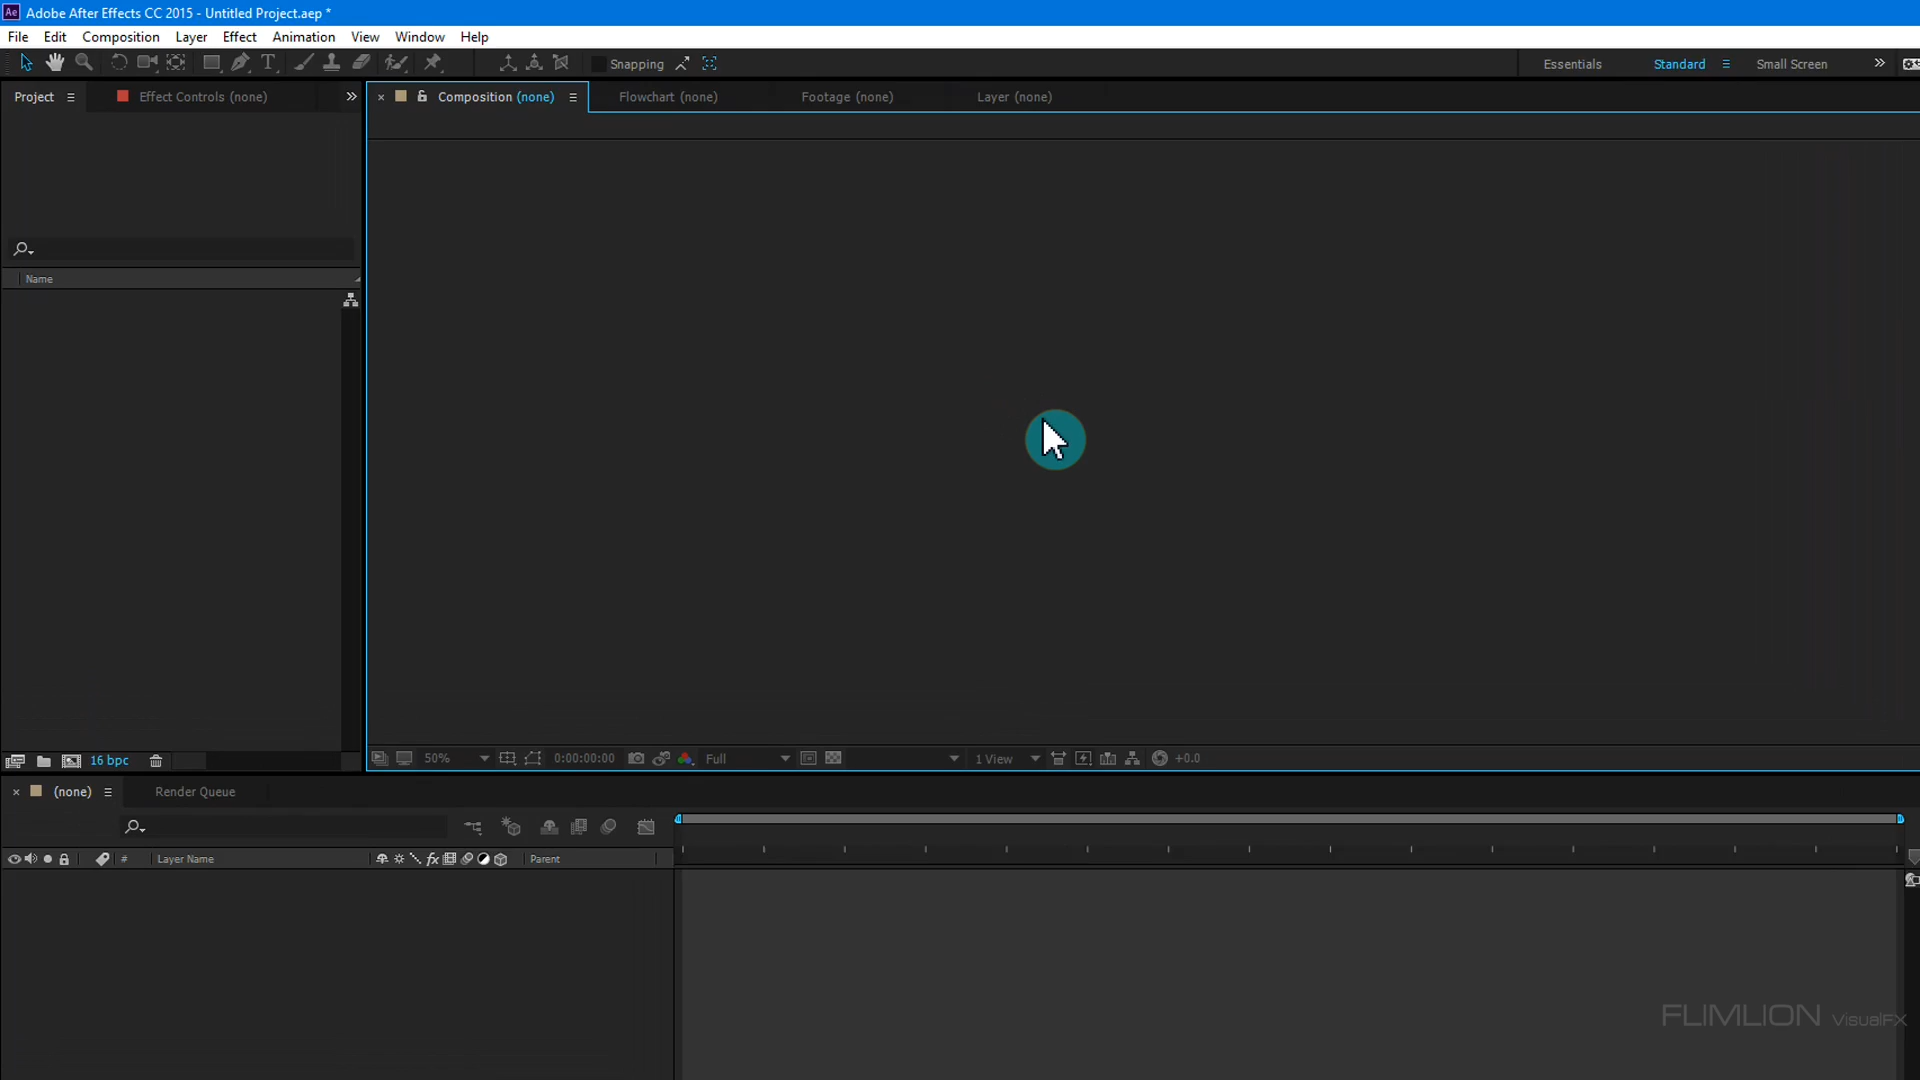 Ae Adobe After Effects CC 2015 - Untitled Project.aep *
File Edit Composition Layer Effect Animation View Window Help
T Snapping Essentials Standard Small Screen
Project Effect Controls (none) Composition (none) Flowchart (none) Footage (none) Layer (none)
Name
50% 0:00:00:00 Full 1 View +0.0
16 bpc
(none) Render Queue
# Layer Name fx Parent
FLIMLION VisualFX